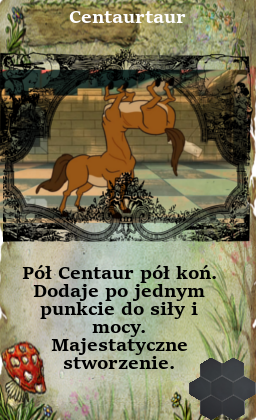 Centaurtaur
Pół Centaur pół koń.
Dodaje po jednym
punkcie do siły i
mocy.
Majestatyczne
stworzenie.